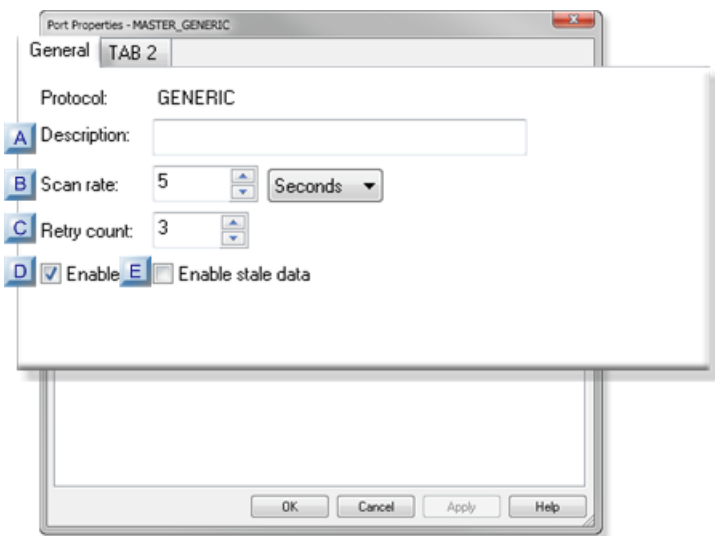 Port Properties - MASTER_GENERIC
General TAB 2
Protocol: GENERIC
A Description:
B Scan rate: 5 Seconds
C Retry count: 3
D Enable E Enable stale data
OK Cancel Apply Help